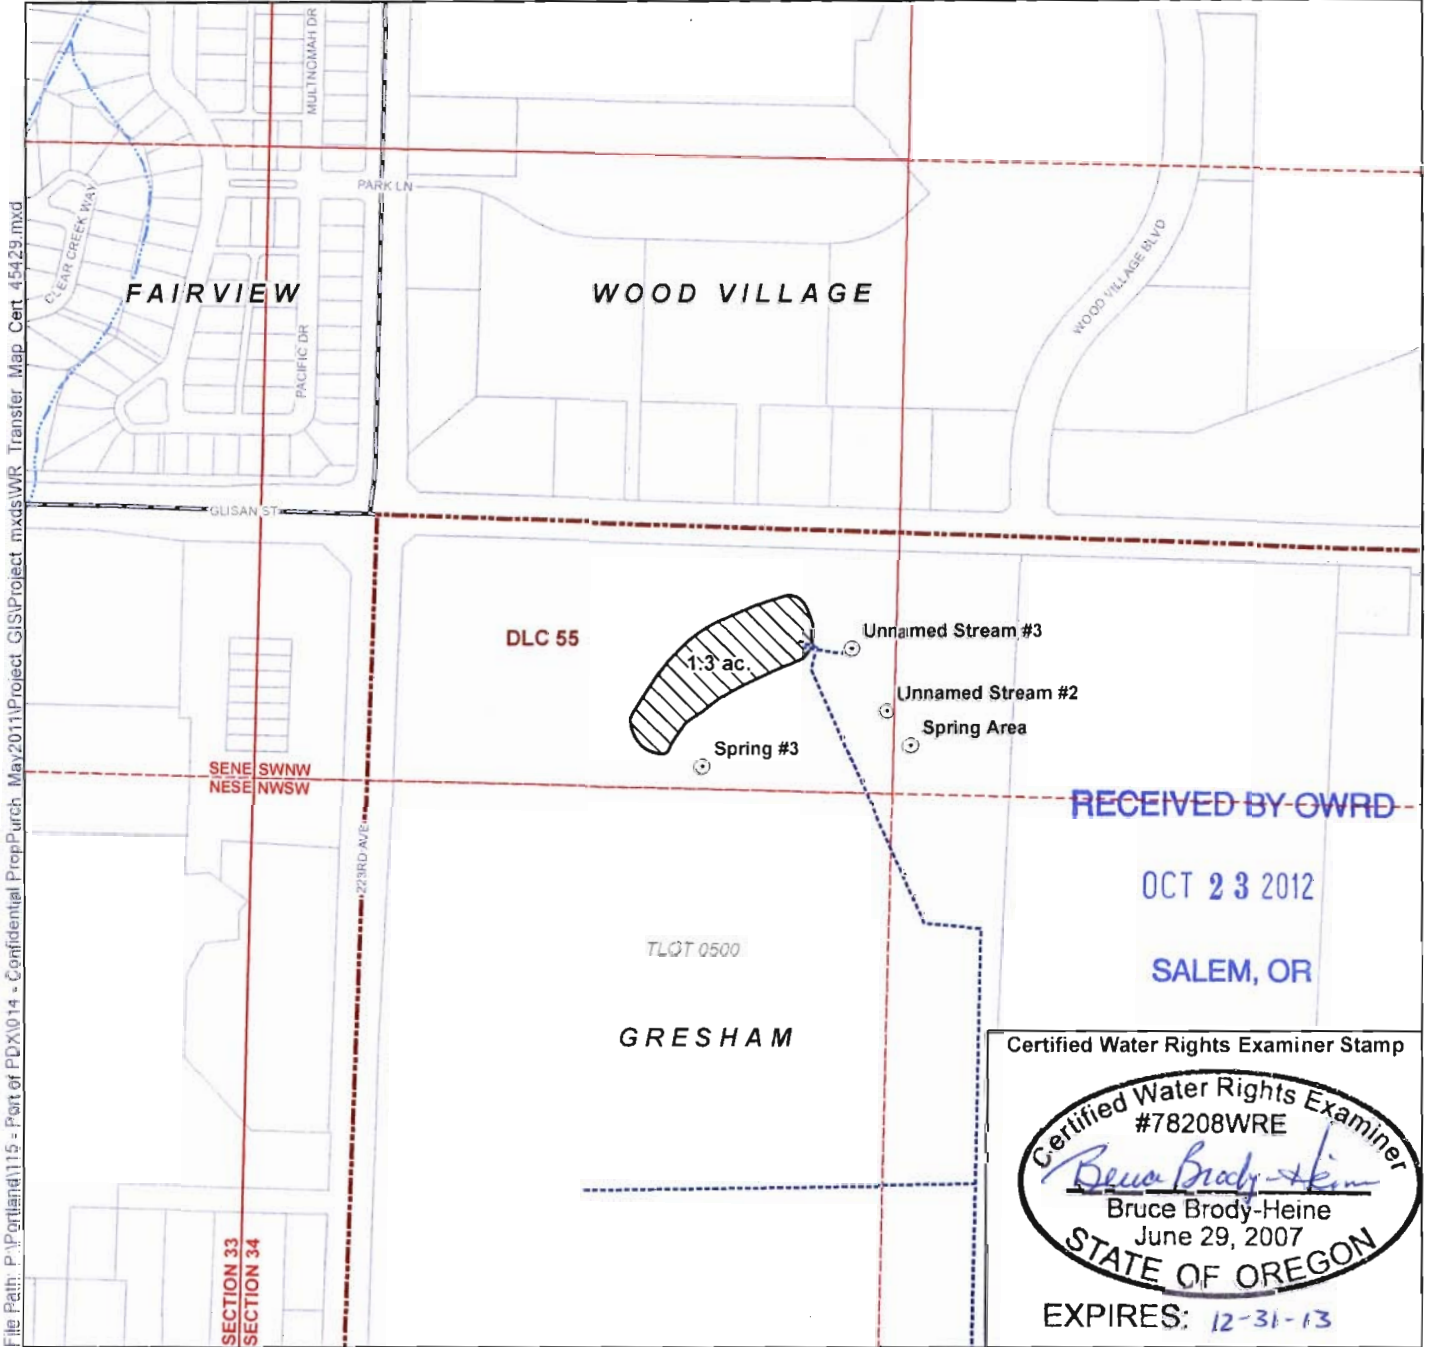 MULTNOMAH DR
PARK LN
CLEAR CREEK WAY
FAIRVIEW
WOOD VILLAGE
WOOD VILLAGE BLVD
PACIFIC DR
GLISAN ST
DLC 55
1.3 ac.
Unnamed Stream #3
Unnamed Stream #2
Spring Area
Spring #3
SENE SWNW
NESE NWSW
223RD AVE
RECEIVED BY OWRD
OCT 23 2012
SALEM, OR
TLOT 0500
GRESHAM
SECTION 33
SECTION 34
Certified Water Rights Examiner Stamp
Certified Water Rights Examiner
#78208WRE
Bruce Brody-Heine
Bruce Brody-Heine
June 29, 2007
STATE OF OREGON
EXPIRES: 12-31-13
File Path: P:\Portland\115 - Port of PDX\014 - Confidential PropPurch May2011\Project GIS\Project mxds\WR Transfer Map Cert 45429.mxd